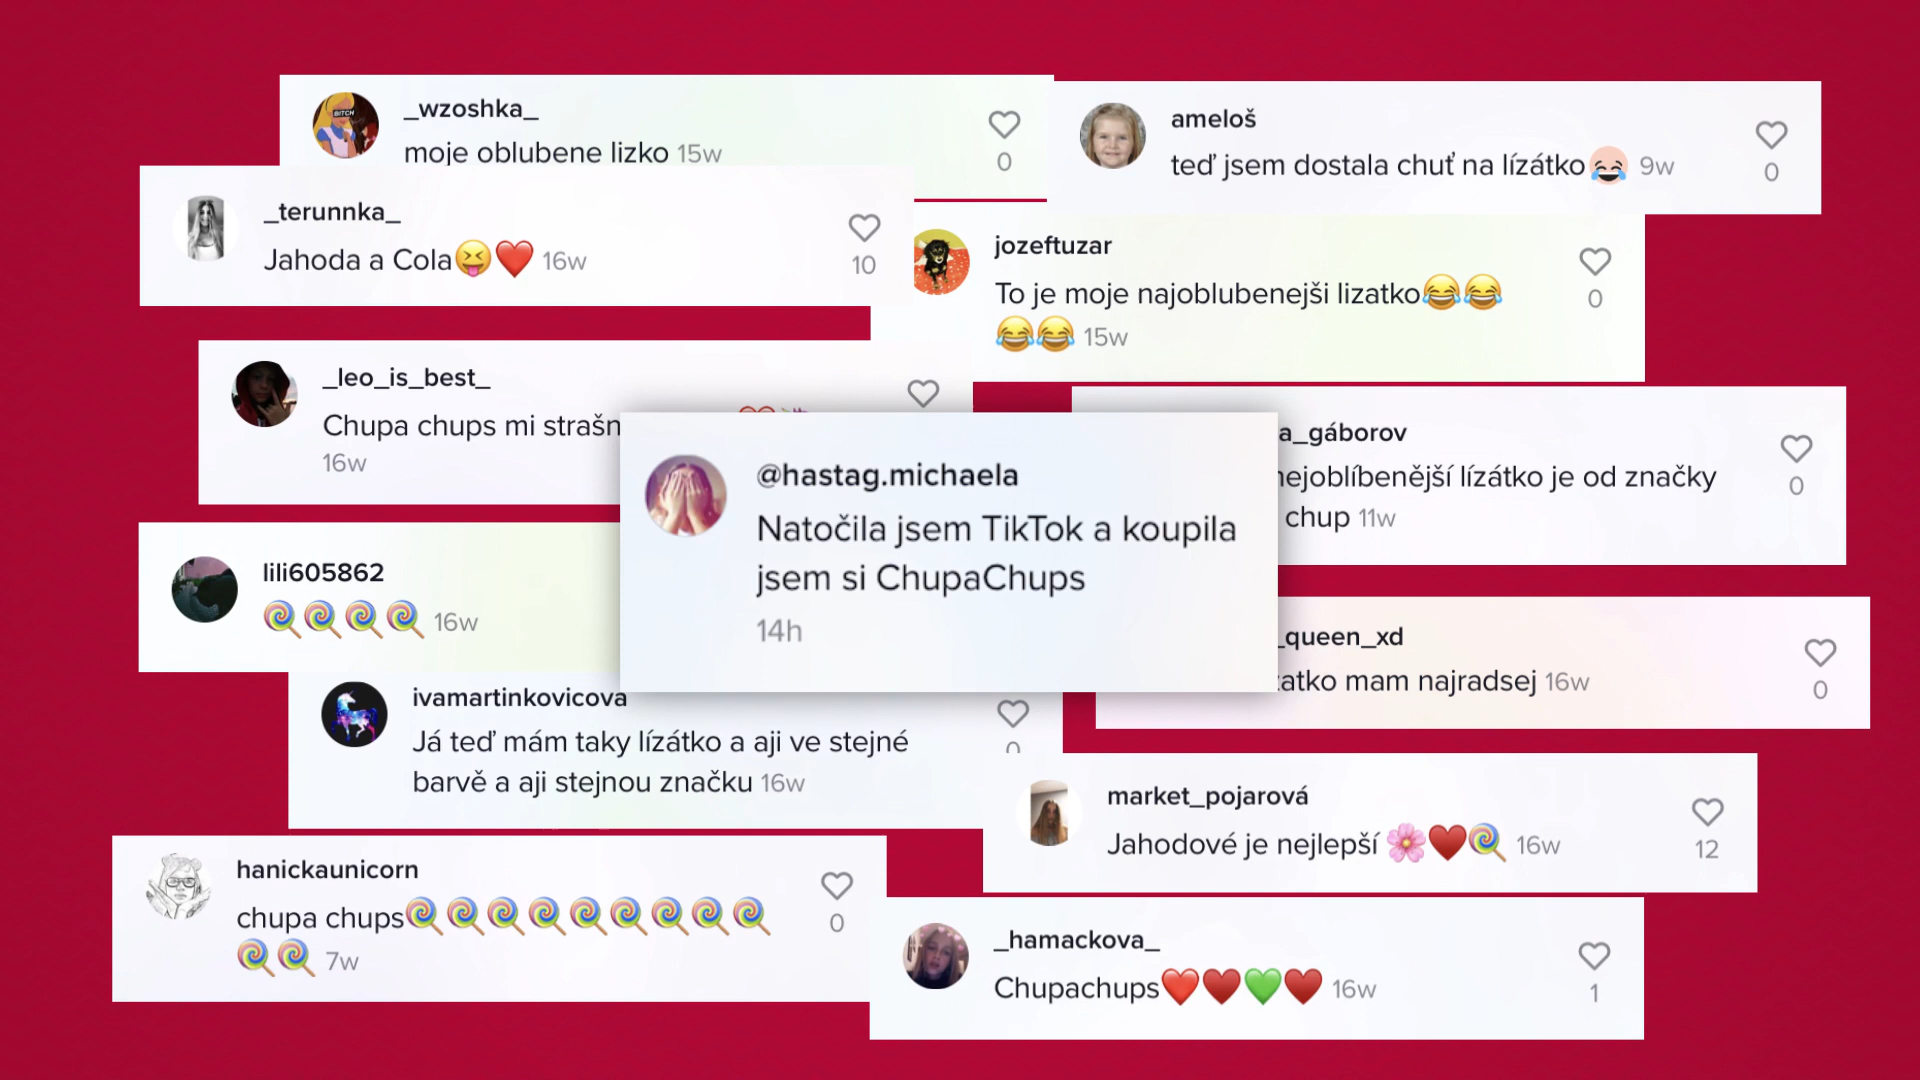 BITCH
_wzoshka_
moje oblubene lizko 15w
0
ameloš
teď jsem dostala chuť na lízátko😂 9w
0
_terunnka_
Jahoda a Cola😝❤️ 16w
10
jozeftuzar
To je moje najoblubenejši lizatko😂😂
😂😂 15w
0
_leo_is_best_
Chupa chups mi strašn
16w
@hastag.michaela
Natočila jsem TikTok a koupila
jsem si ChupaChups
14h
a_gáborov
nejoblíbenější lízátko je od značky
chup 11w
0
lili605862
🍭🍭🍭🍭 16w
_queen_xd
zatko mam najradsej 16w
0
ivamartinkovicova
Já teď mám taky lízátko a aji ve stejné
barvě a aji stejnou značku 16w
0
market_pojarová
Jahodové je nejlepší 🌸❤️🍭 16w
12
hanickaunicorn
chupa chups🍭🍭🍭🍭🍭🍭🍭🍭🍭
🍭🍭 7w
0
_hamackova_
Chupachups❤️❤️💚❤️ 16w
1